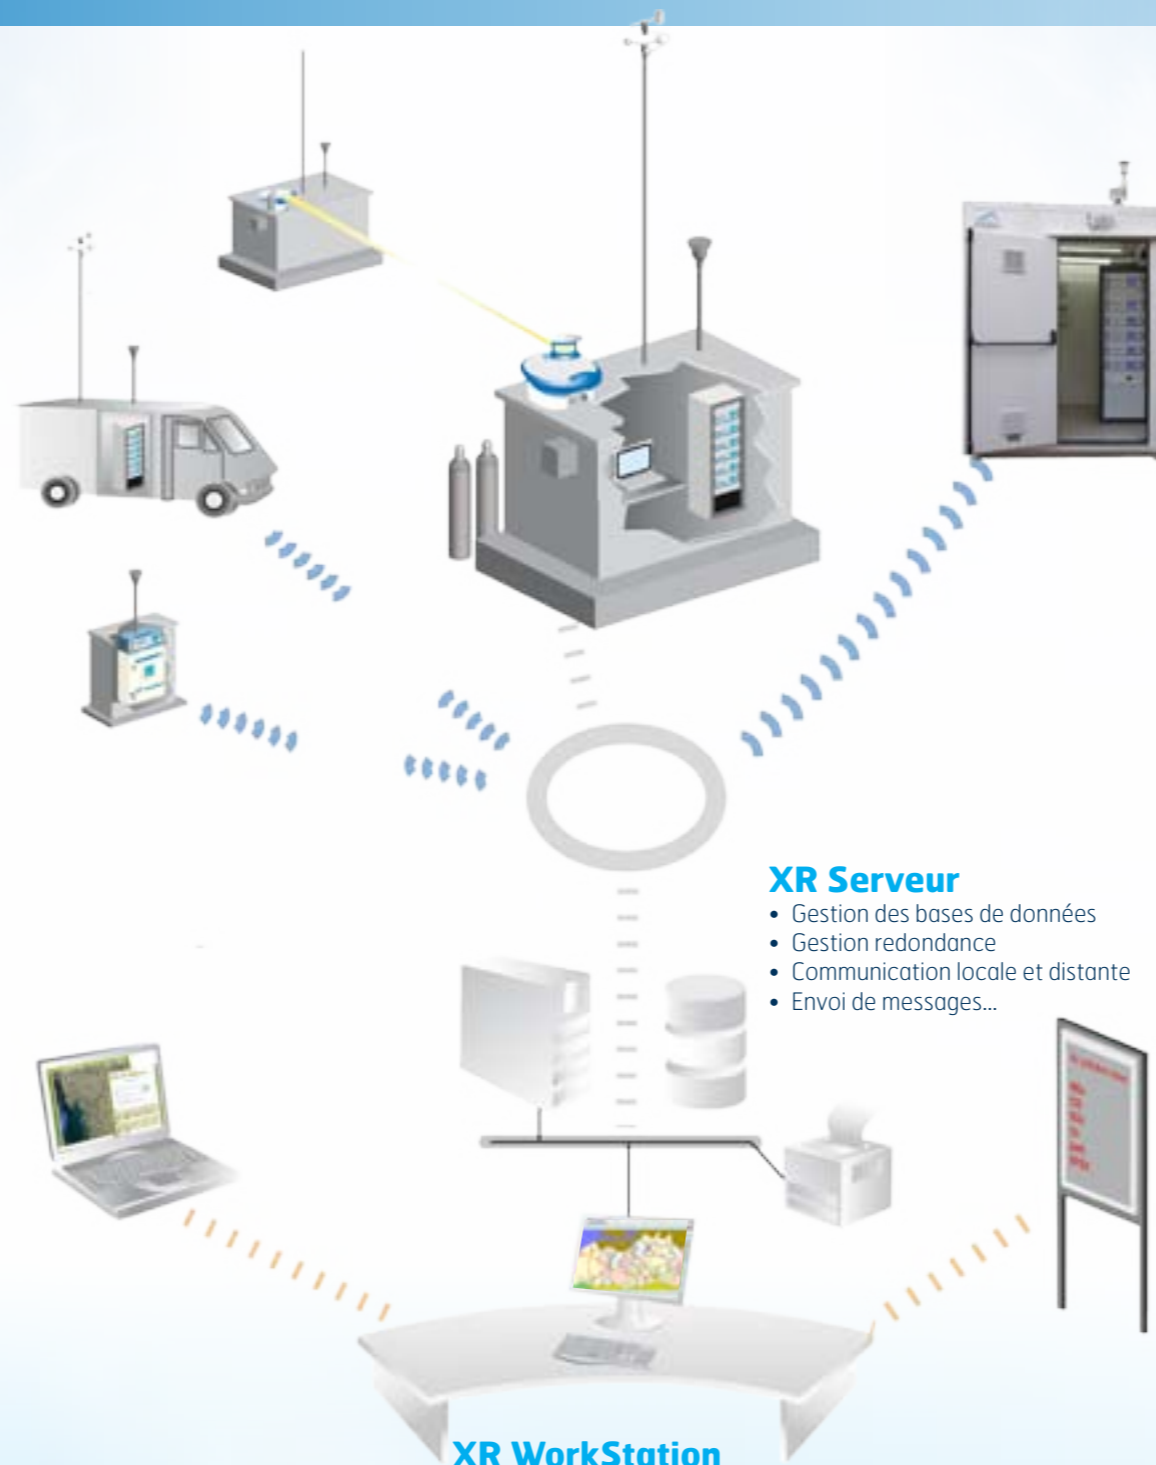 XR Serveur
• Gestion des bases de données
• Gestion redondance
• Communication locale et distante
• Envoi de messages...
XR WorkStation